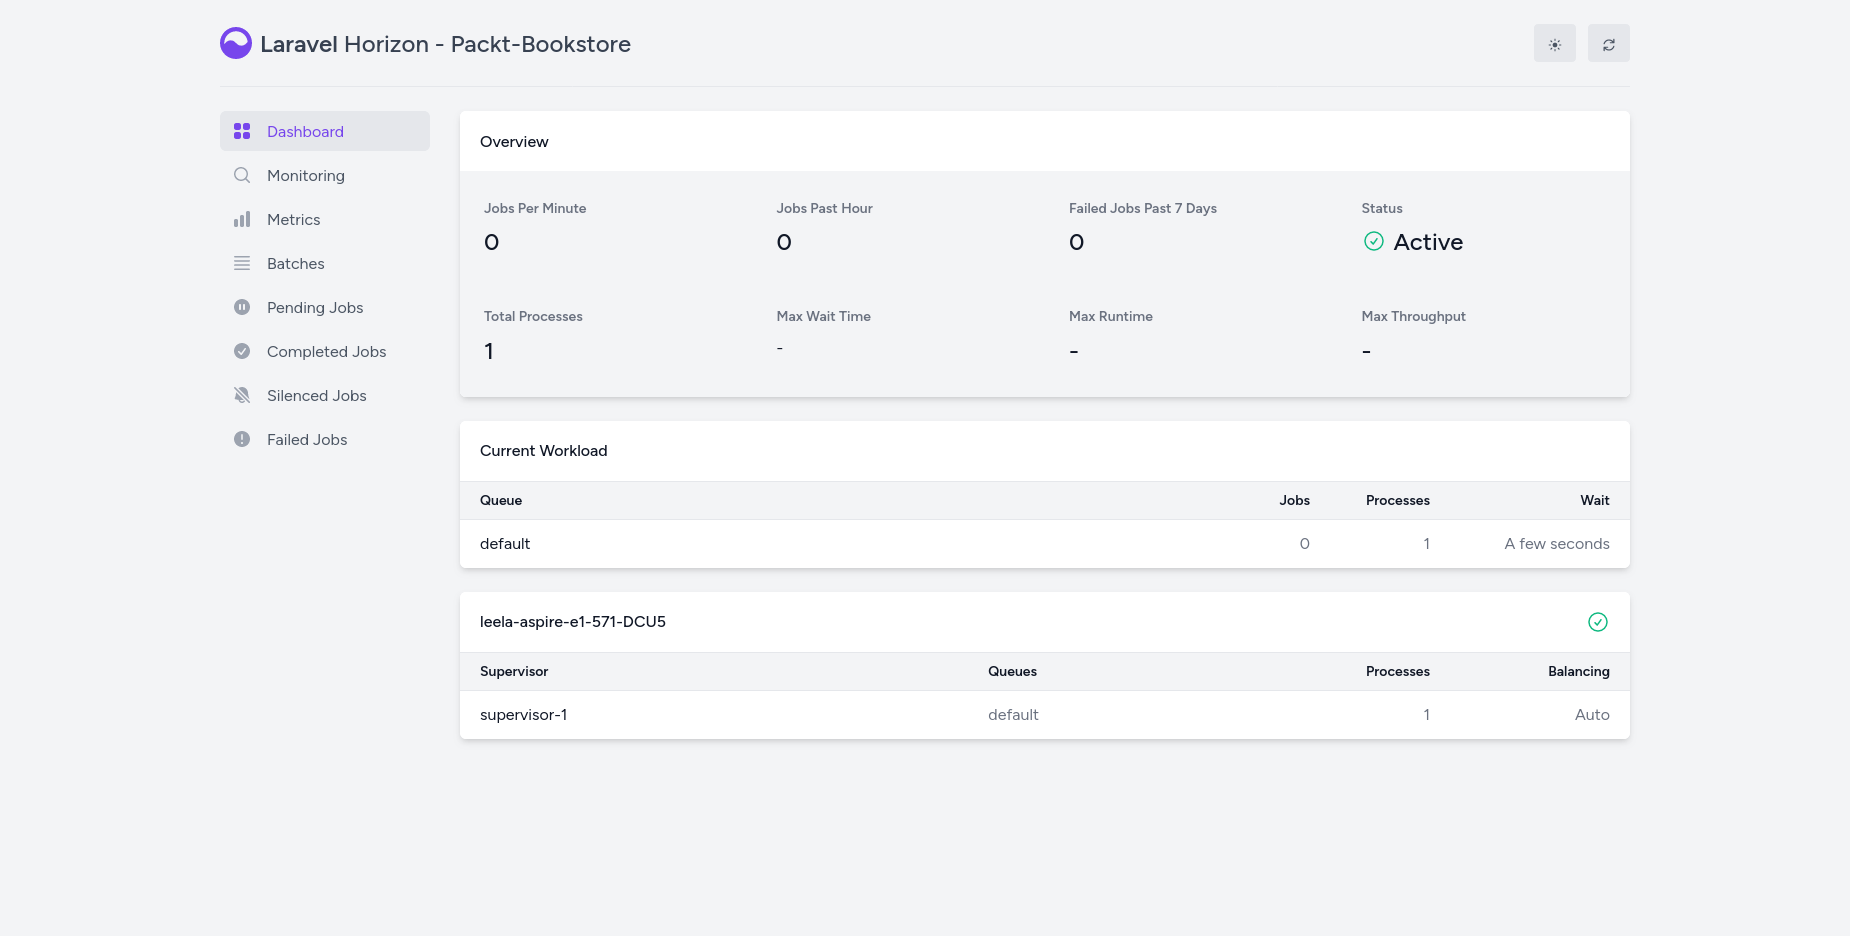 Laravel Horizon - Packt-Bookstore
Dashboard
Monitoring
Metrics
Batches
Pending Jobs
Completed Jobs
Silenced Jobs
Failed Jobs
Overview
Jobs Per Minute Jobs Past Hour Failed Jobs Past 7 Days Status
0 0 0 Active
Total Processes Max Wait Time Max Runtime Max Throughput
1 - - -
Current Workload
Queue Jobs Processes Wait
default 0 1 A few seconds
leela-aspire-e1-571-DCU5
Supervisor Queues Processes Balancing
supervisor-1 default 1 Auto